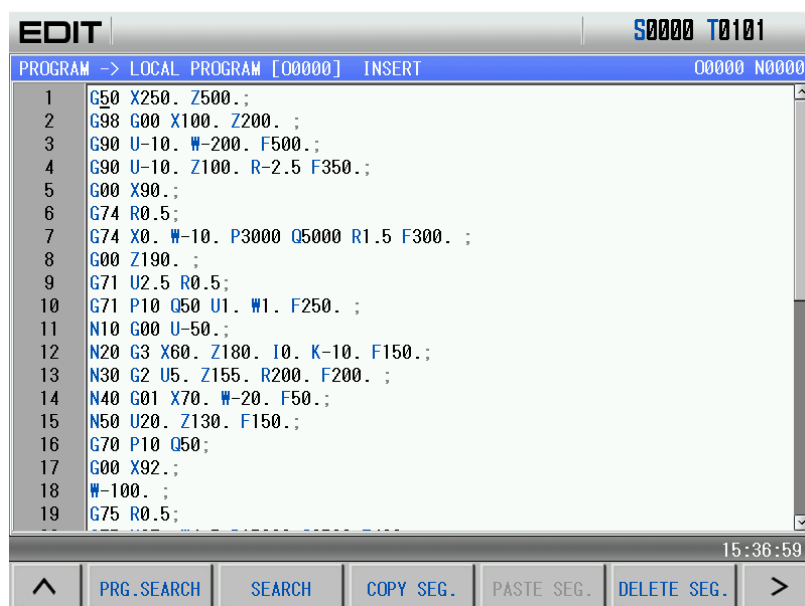 EDIT S0000 T0101
PROGRAM -> LOCAL PROGRAM [O0000] INSERT O0000 N0000
1 G50 X250. Z500.;
2 G98 G00 X100. Z200. ;
3 G90 U-10. W-200. F500.;
4 G90 U-10. Z100. R-2.5 F350.;
5 G00 X90.;
6 G74 R0.5;
7 G74 X0. W-10. P3000 Q5000 R1.5 F300. ;
8 G00 Z190. ;
9 G71 U2.5 R0.5;
10 G71 P10 Q50 U1. W1. F250. ;
11 N10 G00 U-50.;
12 N20 G3 X60. Z180. I0. K-10. F150.;
13 N30 G2 U5. Z155. R200. F200. ;
14 N40 G01 X70. W-20. F50.;
15 N50 U20. Z130. F150.;
16 G70 P10 Q50;
17 G00 X92.;
18 W-100. ;
19 G75 R0.5;
15:36:59
PRG.SEARCH SEARCH COPY SEG. PASTE SEG. DELETE SEG. >